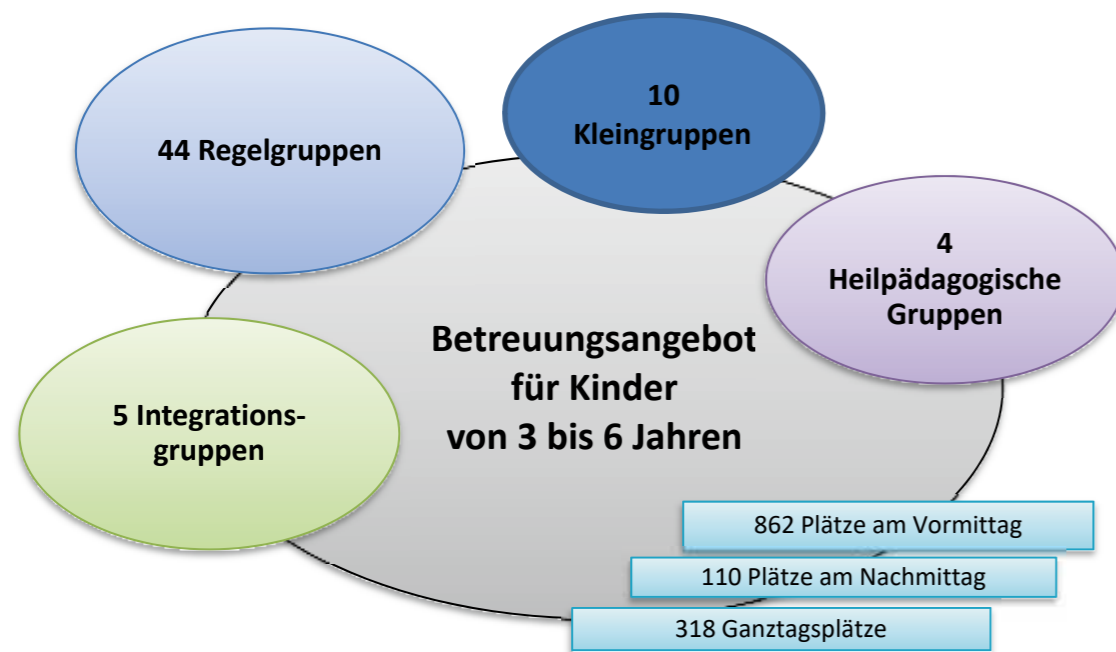 10
Kleingruppen
44 Regelgruppen
4
Heilpädagogische
Gruppen
Betreuungsangebot
für Kinder
von 3 bis 6 Jahren
5 Integrations-
gruppen
862 Plätze am Vormittag
110 Plätze am Nachmittag
318 Ganztagsplätze